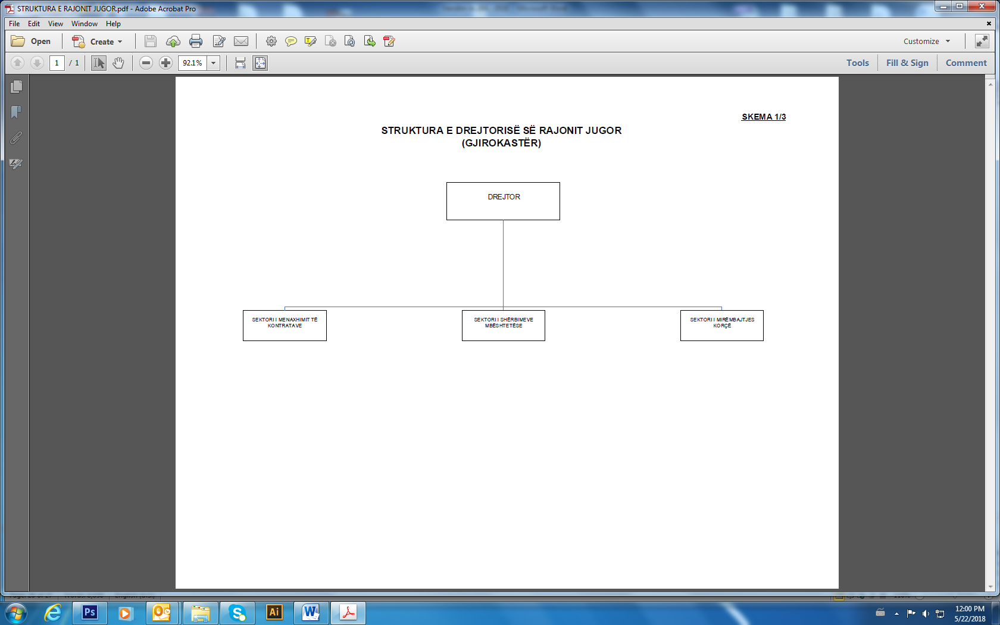 STRUKTURA E RAJONIT JUGOR.pdf - Adobe Acrobat Pro
File Edit View Window Help
Open Create Customize
1 / 1 92.1% Tools Fill & Sign Comment
SKEMA 1/3
STRUKTURA E DREJTORISË SË RAJONIT JUGOR
(GJIROKASTËR)
DREJTOR
SEKTORI I MENAXHIMIT TË
KONTRATAVE
SEKTORI I SHËRBIMEVE
MBËSHTETËSE
SEKTORI I MIRËMBAJTJES
KORÇË
Ps Ai
12:00 PM
5/22/2018